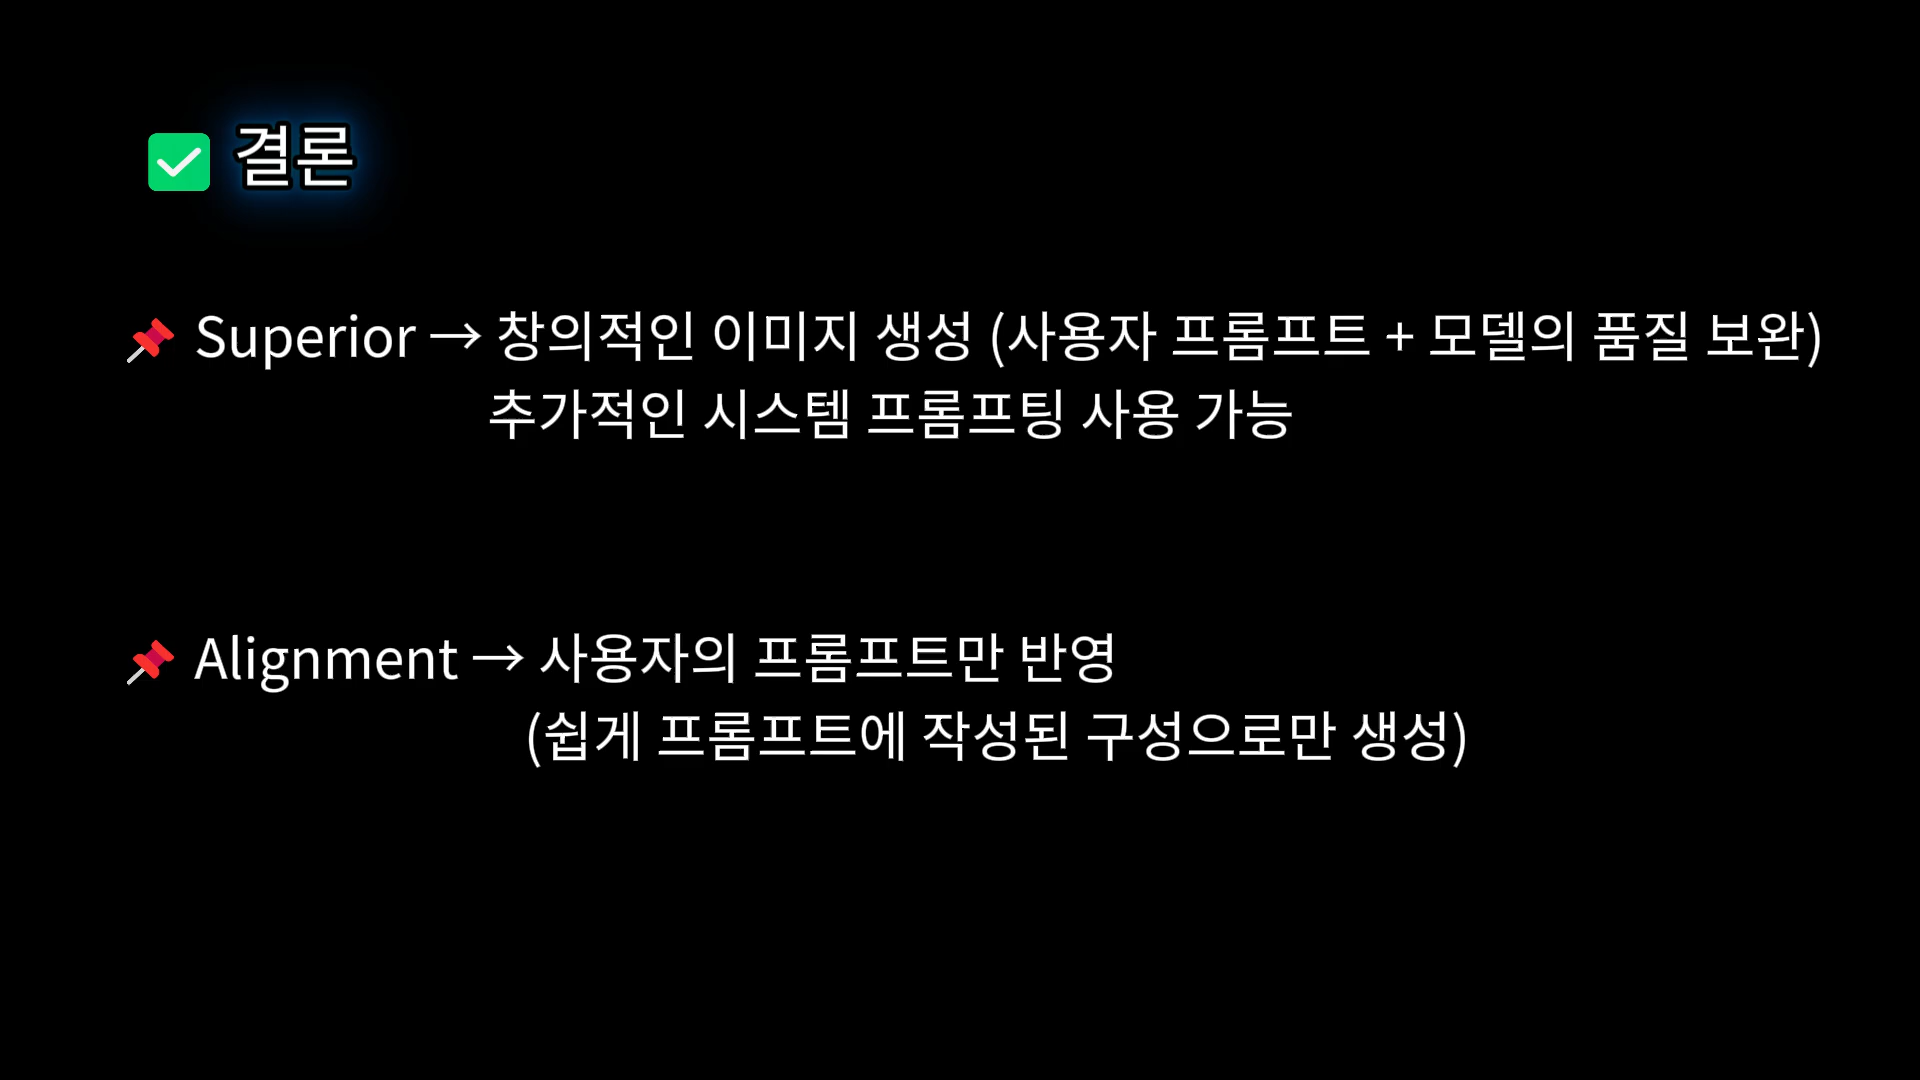 ✅ 결론
📌 Superior → 창의적인 이미지 생성 (사용자 프롬프트 + 모델의 품질 보완)
추가적인 시스템 프롬프팅 사용 가능
📌 Alignment → 사용자의 프롬프트만 반영
(쉽게 프롬프트에 작성된 구성으로만 생성)